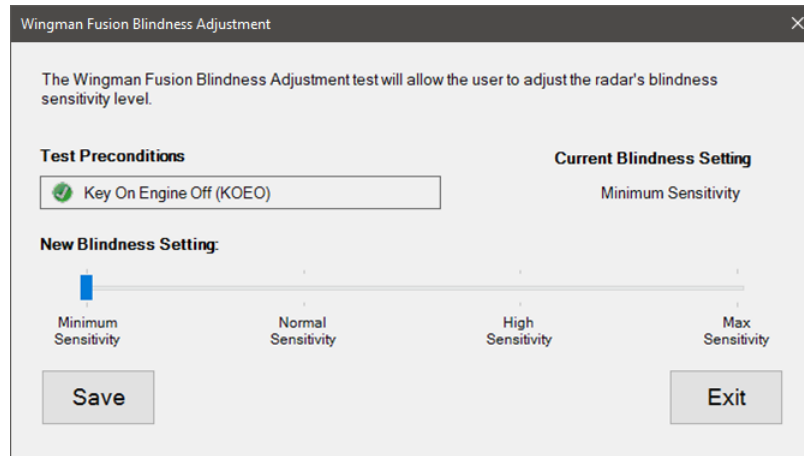 Wingman Fusion Blindness Adjustment
The Wingman Fusion Blindness Adjustment test will allow the user to adjust the radar's blindness
sensitivity level.
Test Preconditions
Current Blindness Setting
Key On Engine Off (KOEO)
Minimum Sensitivity
New Blindness Setting:
Minimum
Sensitivity
Normal
Sensitivity
High
Sensitivity
Max
Sensitivity
Save
Exit